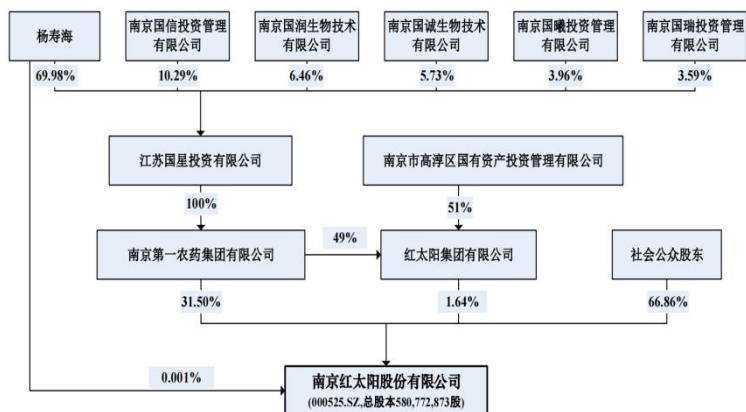 杨寿海
南京国信投资管理
有限公司
南京国润生物技术
有限公司
南京国诚生物技术
有限公司
南京国曦投资管理
有限公司
南京国瑞投资管理
有限公司
69.98%
10.29%
6.46%
5.73%
3.96%
3.59%
江苏国星投资有限公司
南京市高淳区国有资产投资管理有限公司
100%
51%
南京第一农药集团有限公司
49%
红太阳集团有限公司
社会公众股东
31.50%
1.64%
66.86%
0.001%
南京红太阳股份有限公司
(000525.SZ,总股本580,772,873股)